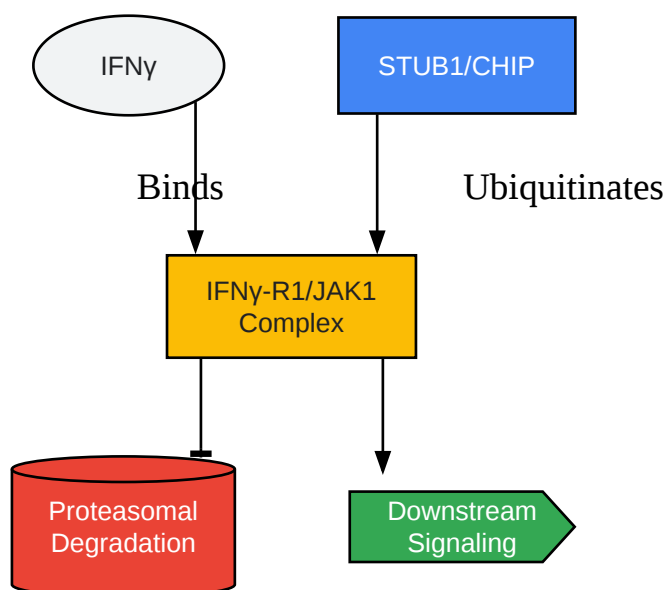 IFNγ
STUB1/CHIP
Binds
Ubiquitinates
IFNγ-R1/JAK1
Complex
Proteasomal
Degradation
Downstream
Signaling